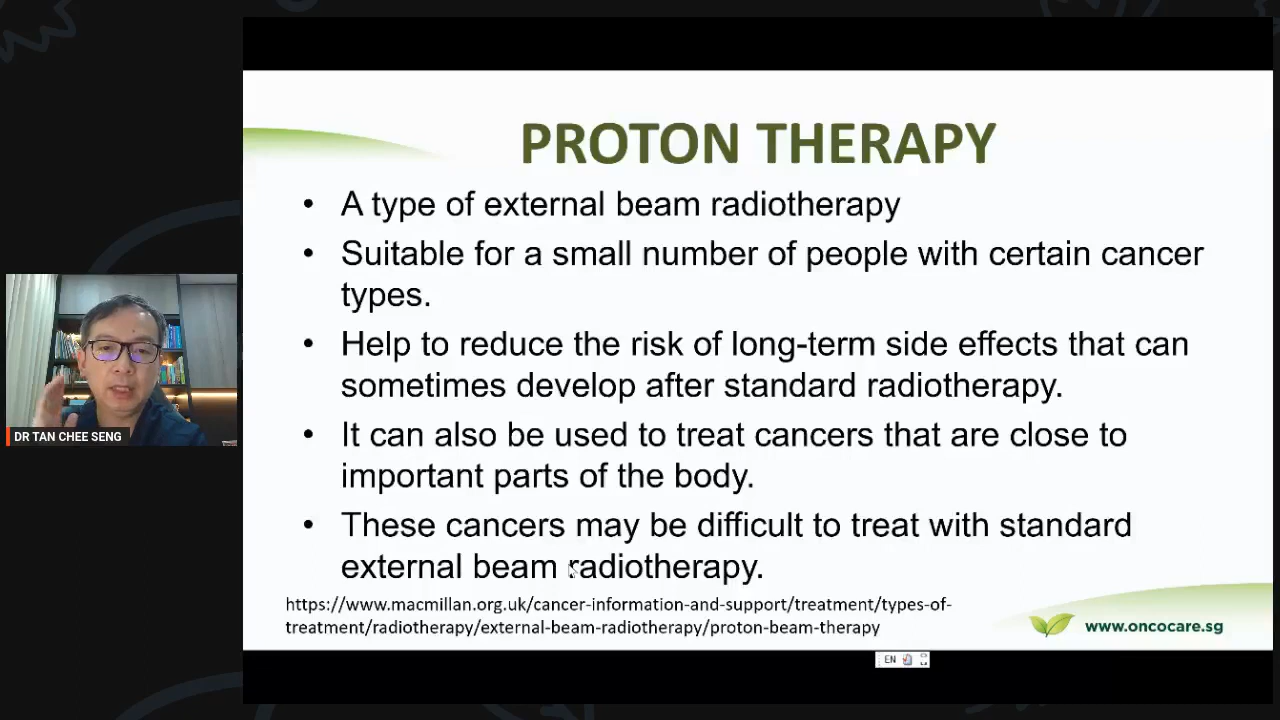 PROTON THERAPY
• A type of external beam radiotherapy
• Suitable for a small number of people with certain cancer
types.
• Help to reduce the risk of long-term side effects that can
sometimes develop after standard radiotherapy.
• It can also be used to treat cancers that are close to
important parts of the body.
• These cancers may be difficult to treat with standard
external beam radiotherapy.
https://www.macmillan.org.uk/cancer-information-and-support/treatment/types-of-
treatment/radiotherapy/external-beam-radiotherapy/proton-beam-therapy
www.oncocare.sg
EN
DR TAN CHEE SENG